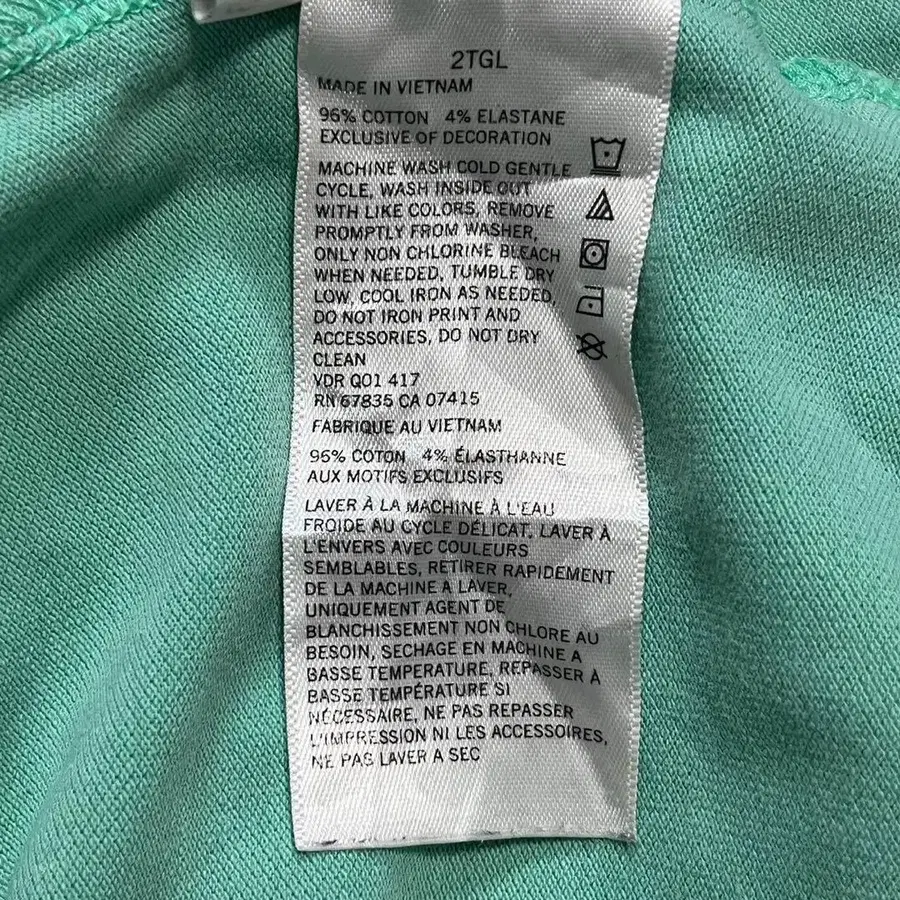 2TGL
MADE IN VIETNAM
96% COTTON 4% ELASTANE
EXCLUSIVE OF DECORATION
MACHINE WASH COLD GENTLE
CYCLE, WASH INSIDE OUT
WITH LIKE COLORS, REMOVE
PROMPTLY FROM WASHER,
ONLY NON CHLORINE BLEACH
WHEN NEEDED, TUMBLE DRY
LOW, COOL IRON AS NEEDED,
DO NOT IRON PRINT AND
ACCESSORIES, DO NOT DRY
CLEAN
VDR Q01 417
RN 67835 CA 07415
FABRIQUE AU VIETNAM
96% COTON 4% ÉLASTHANNE
AUX MOTIFS EXCLUSIFS
LAVER À LA MACHINE À L'EAU
FROIDE AU CYCLE DÉLICAT, LAVER À
L'ENVERS AVEC COULEURS
SEMBLABLES, RETIRER RAPIDEMENT
DE LA MACHINE A LAVER,
UNIQUEMENT AGENT DE
BLANCHISSEMENT NON CHLORE AU
BESOIN, SECHAGE EN MACHINE A
BASSE TEMPERATURE, REPASSER À
BASSE TEMPÉRATURE SI
NÉCESSAIRE, NE PAS REPASSER
L'IMPRESSION NI LES ACCESSOIRES,
NE PAS LAVER A SEC